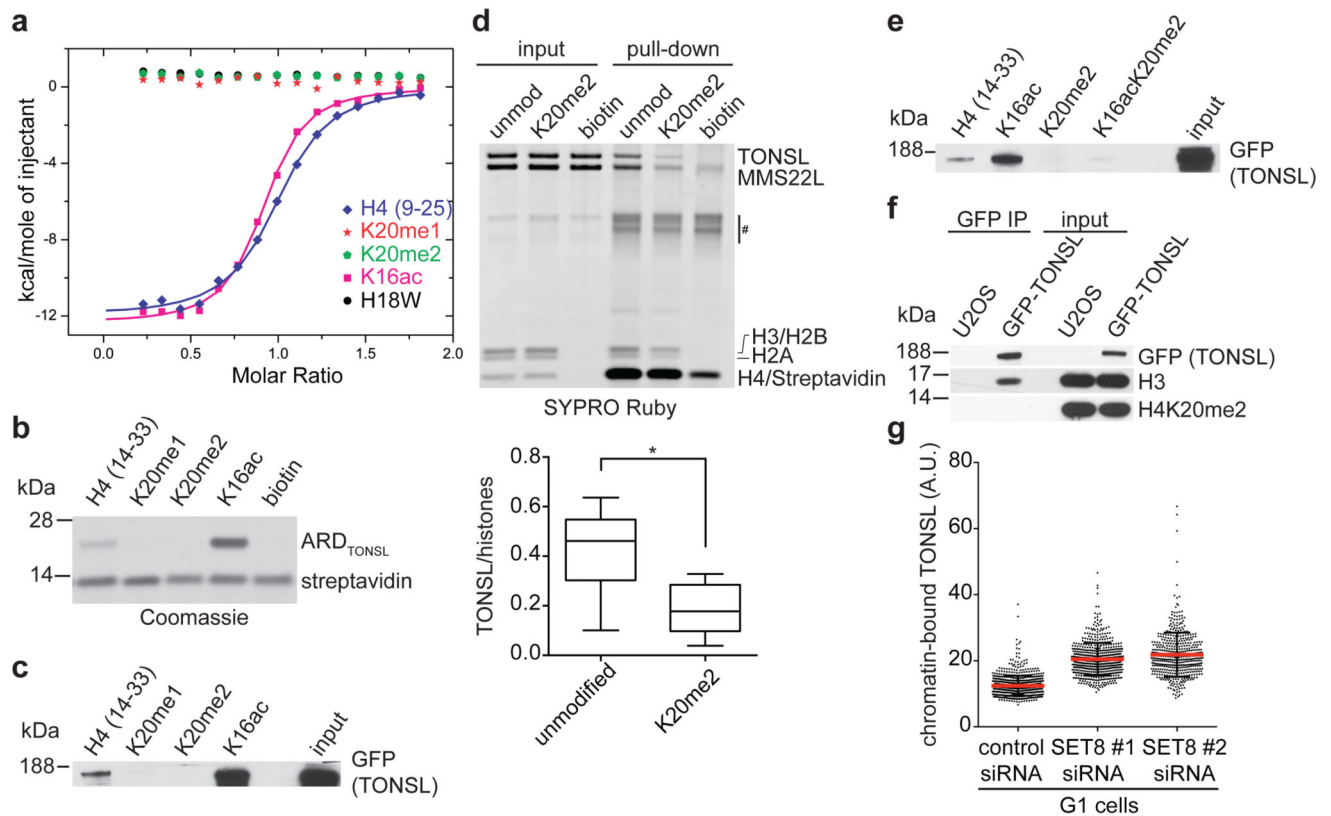 a
kcal/mole of injectant
0
-4
-8
-12
0.0
0.5
1.0
1.5
2.0
Molar Ratio
H4 (9-25)
K20me1
K20me2
K16ac
H18W
b
kDa
H4 (14-33)
K20me1
K20me2
K16ac
biotin
28
14
ARD TONSL
streptavidin
Coomassie
c
kDa
H4 (14-33)
K20me1
K20me2
K16ac
input
188
GFP
(TONSL)
d
input
pull-down
unmod
K20me2
biotin
unmod
K20me2
biotin
TONSL
MMS22L
#
H3/H2B
H2A
H4/Streptavidin
SYPRO Ruby
TONSL/histones
0.8
0.6
0.4
0.2
0.0
*
unmodified
K20me2
e
kDa
H4 (14-33)
K16ac
K20me2
K16acK20me2
input
188
GFP
(TONSL)
f
GFP IP
input
kDa
U2OS
GFP-TONSL
U2OS
GFP-TONSL
188
17
14
GFP (TONSL)
H3
H4K20me2
g
chromatin-bound TONSL (A.U.)
80
60
40
20
0
control
siRNA
SET8 #1
siRNA
SET8 #2
siRNA
G1 cells